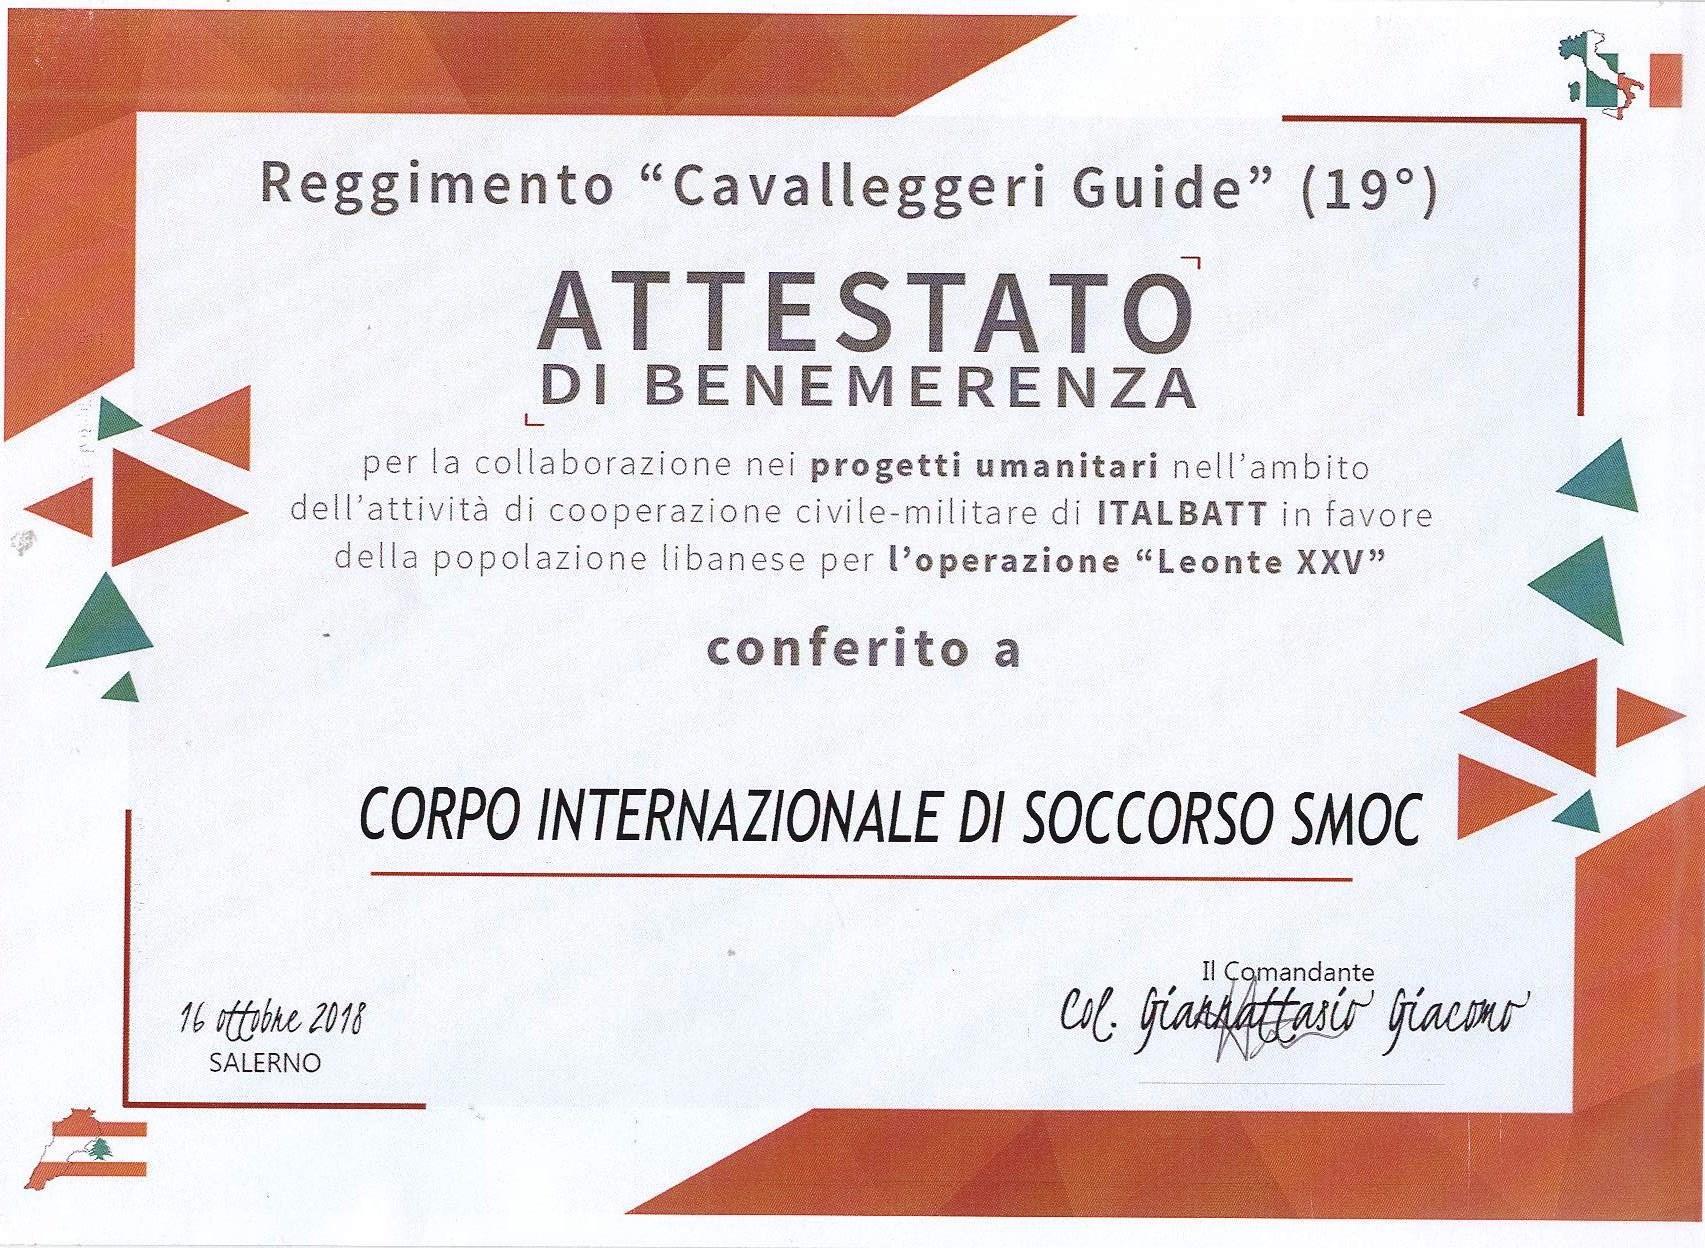 Reggimento “Cavalleggeri Guide” (19°)
ATTESTATO
DI BENEMERENZA
per la collaborazione nei progetti umanitari nell’ambito
dell’attività di cooperazione civile-militare di ITALBATT in favore
della popolazione libanese per l’operazione “Leonte XXV”
conferito a
CORPO INTERNAZIONALE DI SOCCORSO SMOC
16 ottobre 2018
SALERNO
Il Comandante
Col. Giannattasio Giacomo